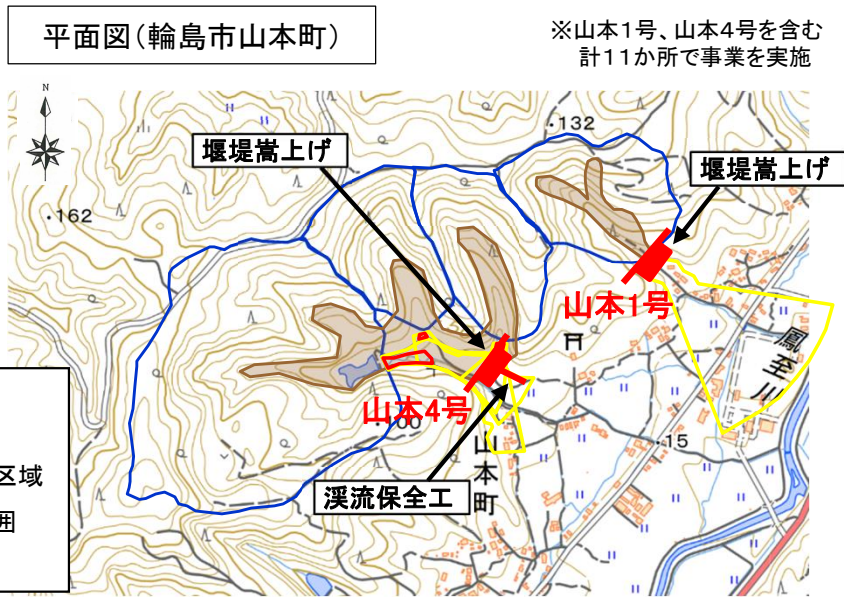 平面図(輪島市山本町)
※山本1号、山本4号を含む
計11か所で事業を実施
N
132
堰堤嵩上げ
堰堤嵩上げ
162
山本1号
鳳至川
山本4号
00
15
山本町
区域
渓流保全工
囲